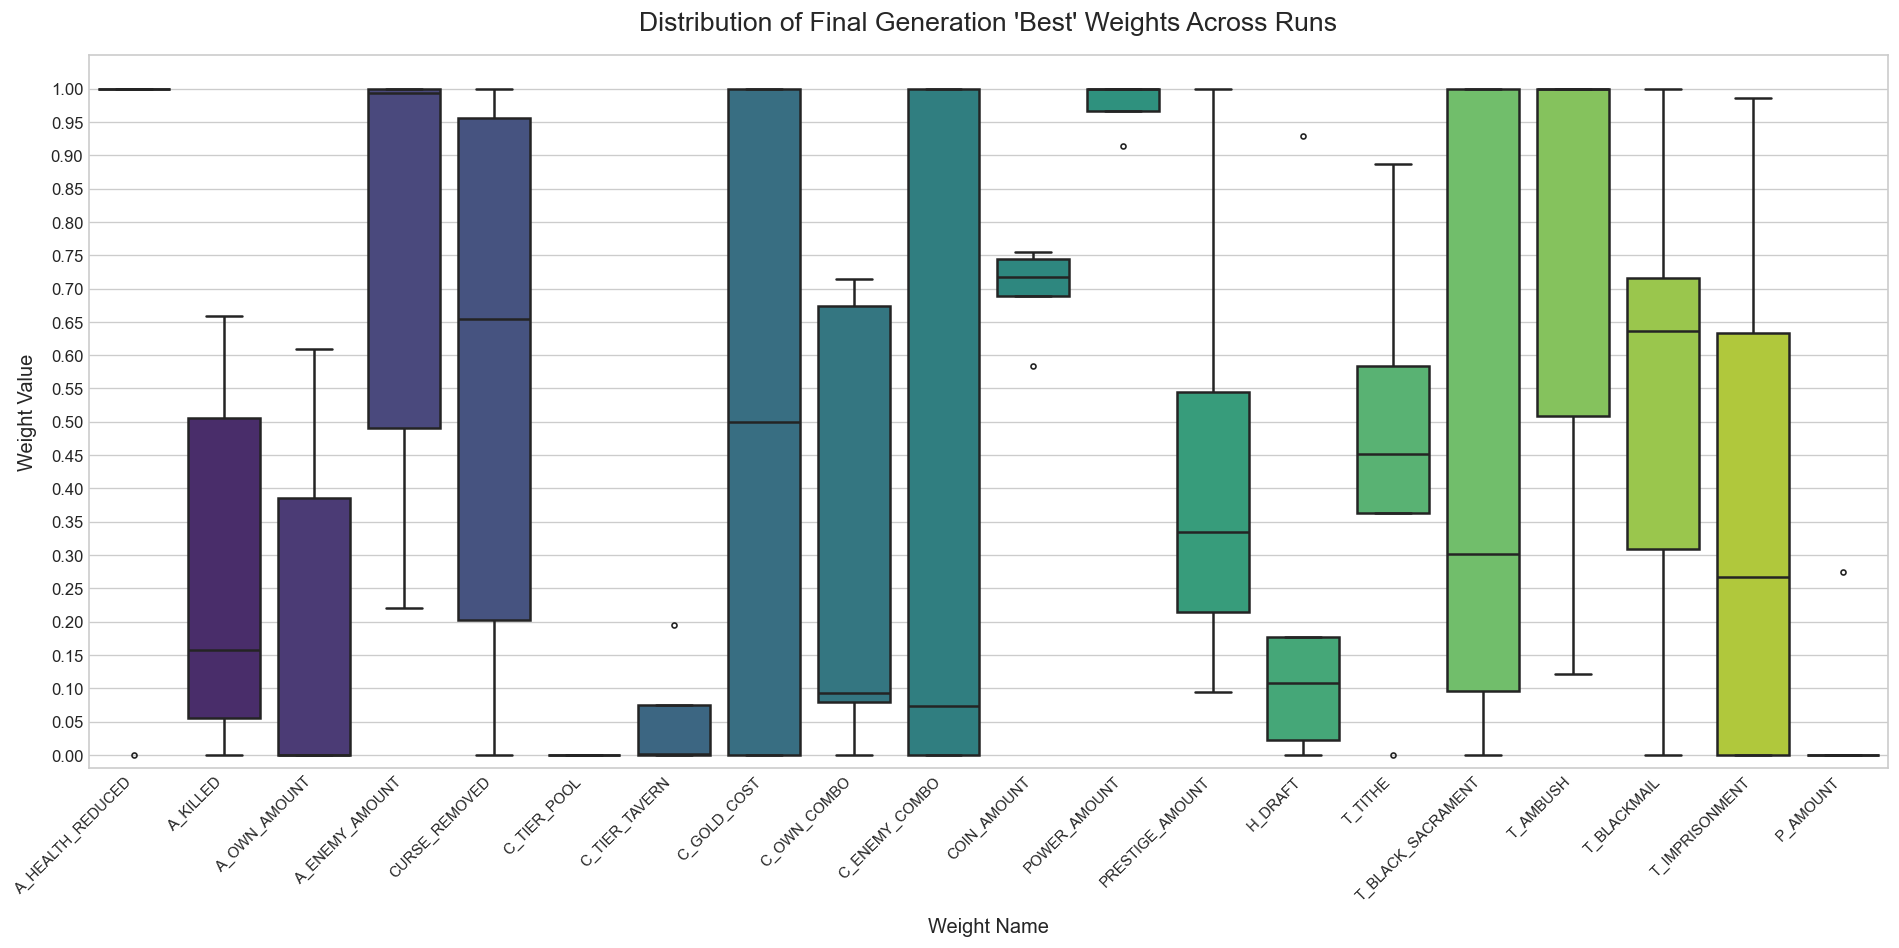 Distribution of Final Generation 'Best' Weights Across Runs
Weight Value
1.00
0.95
0.90
0.85
0.80
0.75
0.70
0.65
0.60
0.55
0.50
0.45
0.40
0.35
0.30
0.25
0.20
0.15
0.10
0.05
0.00
A_HEALTH_REDUCED
A_KILLED
A_OWN_AMOUNT
A_ENEMY_AMOUNT
CURSE_REMOVED
C_TIER_POOL
C_TIER_TAVERN
C_GOLD_COST
C_OWN_COMBO
C_ENEMY_COMBO
COIN_AMOUNT
POWER_AMOUNT
PRESTIGE_AMOUNT
H_DRAFT
T_TITHE
T_BLACK_SACRAMENT
T_AMBUSH
T_BLACKMAIL
T_IMPRISONMENT
P_AMOUNT
Weight Name